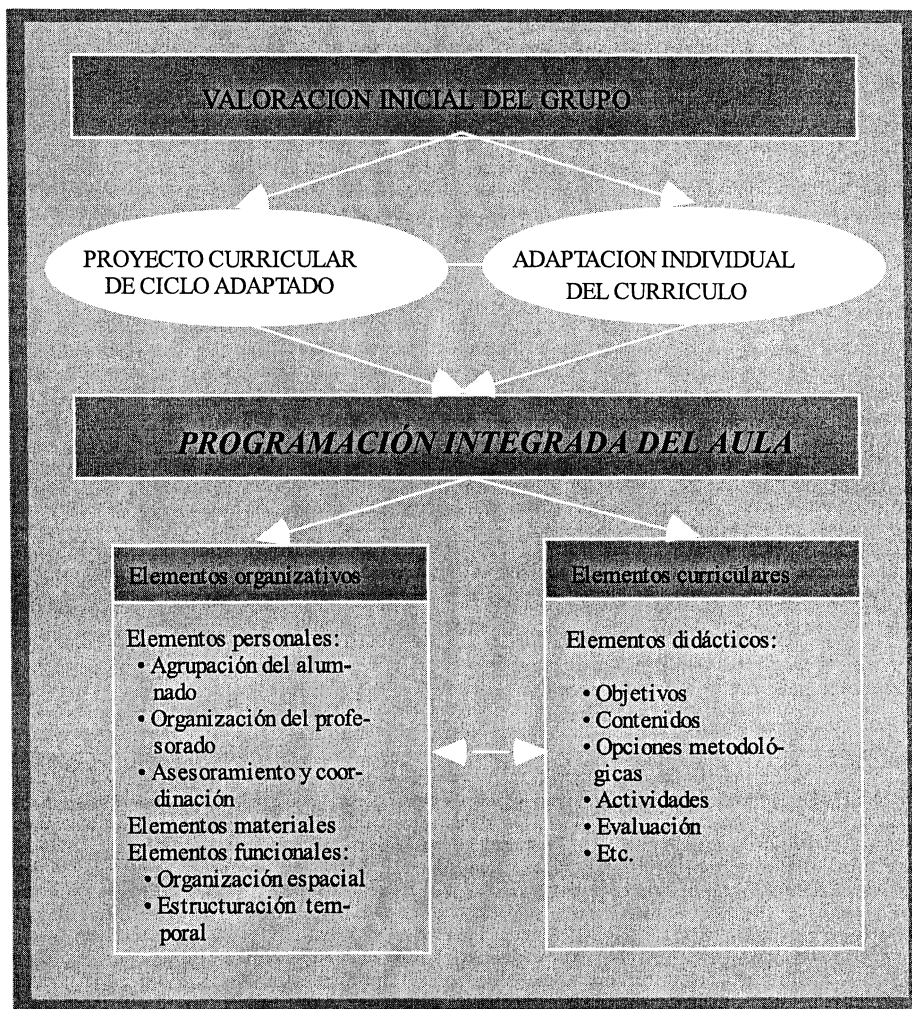 VALORACION INICIAL DEL GRUPO
PROYECTO CURRICULAR
DE CICLO ADAPTADO
ADAPTACION INDIVIDUAL
DEL CURRICULO
PROGRAMACIÓN INTEGRADA DEL AULA
Elementos organizativos
Elementos personales:
• Agrupación del alum-
nado
• Organización del profe-
sorado
• Asesoramiento y coor-
dinación
Elementos materiales
Elementos funcionales:
• Organización espacial
• Estructuración tem-
poral
Elementos curriculares
Elementos didácticos:
• Objetivos
• Contenidos
• Opciones metodoló-
gicas
• Actividades
• Evaluación
• Etc.